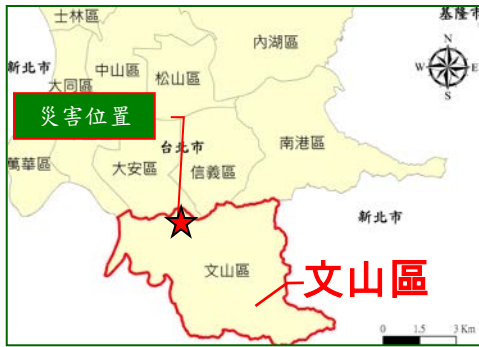 士林區
基隆市
內湖區
N
W
E
S
新北市
中山區
松山區
大同區
災害位置
台北市
南港區
萬華區
大安區
信義區
新北市
文山區
文山區
0 1.5 3 Km